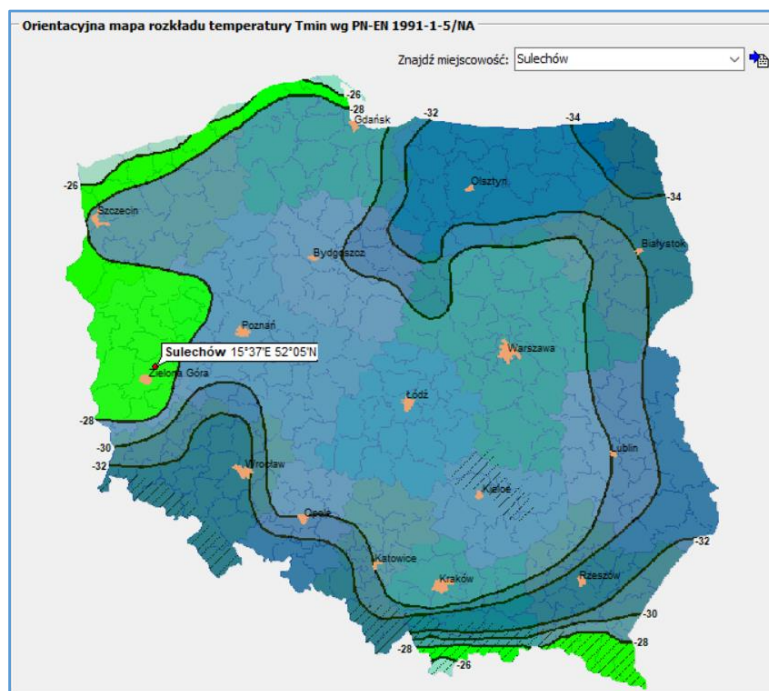 Orientacyjna mapa rozkładu temperatury Tmin wg PN-EN 1991-1-5/NA
Znajdź miejscowość: Sulechów
-26
-28
Gdańsk
-32
-34
Olsztyn
-26
-34
Szczecin
Białystok
Bydgoszcz
Poznań
Warszawa
Sulechów 15°37'E 52°05'N
Zielona Góra
Łódź
-28
-30
-32
Wrocław
Lublin
Kielce
Opole
-32
Katowice
Kraków
Rzeszów
-30
-28
-28
-26